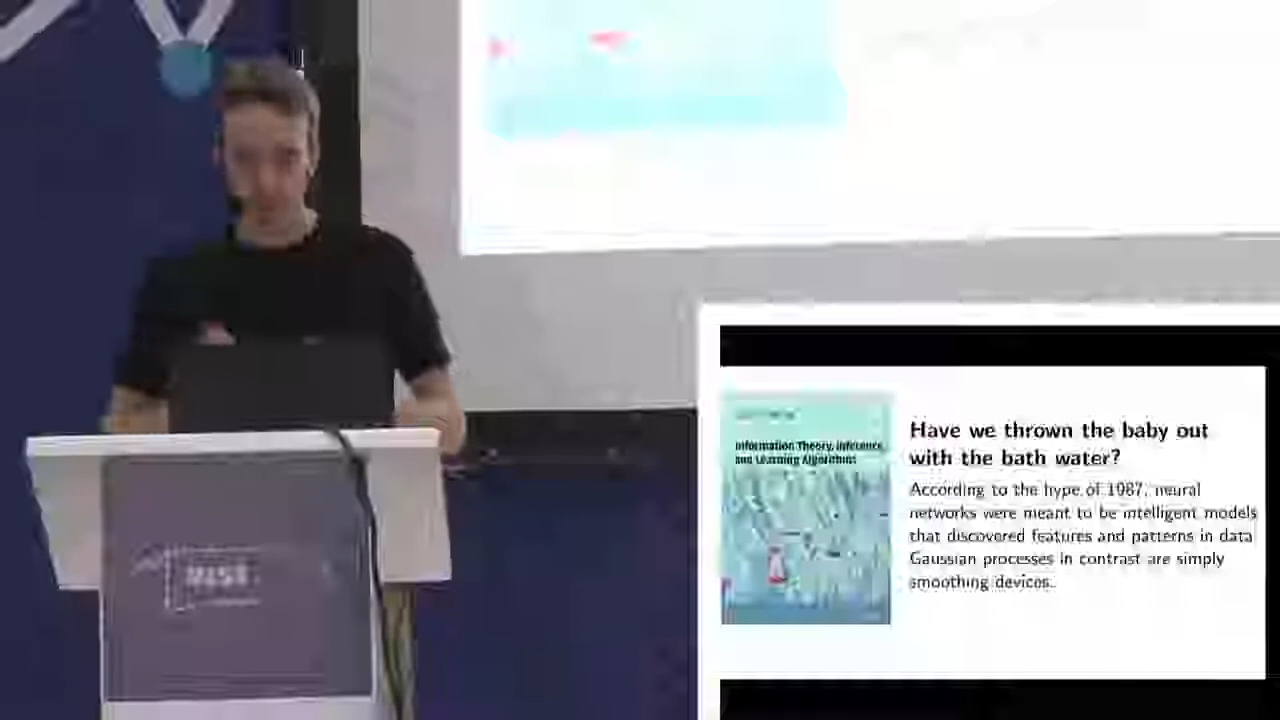 Information Theory, Inference,
and Learning Algorithms
Have we thrown the baby out
with the bath water?
According to the hype of 1987, neural
networks were meant to be intelligent models
that discovered features and patterns in data
Gaussian processes in contrast are simply
smoothing devices..